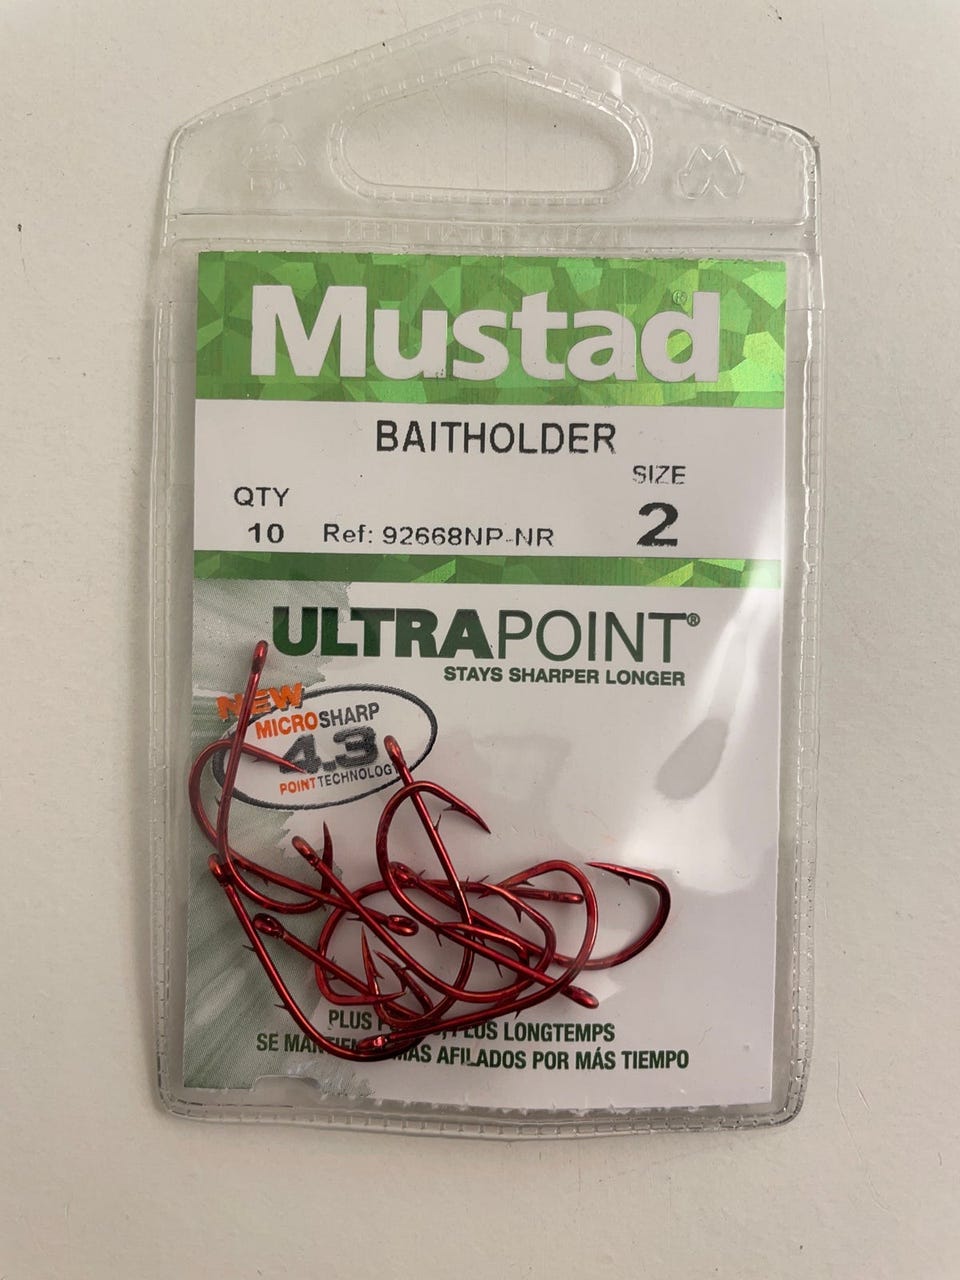 Mustad®
BAITHOLDER
SIZE
QTY
10 Ref: 92668NP-NR 2
ULTRAPOINT®
STAYS SHARPER LONGER
NEW
MICROSHARP
4.3
POINT TECHNOLOG
PLUS LONGTEMPS
SE MÁS AFILADOS POR MÁS TIEMPO